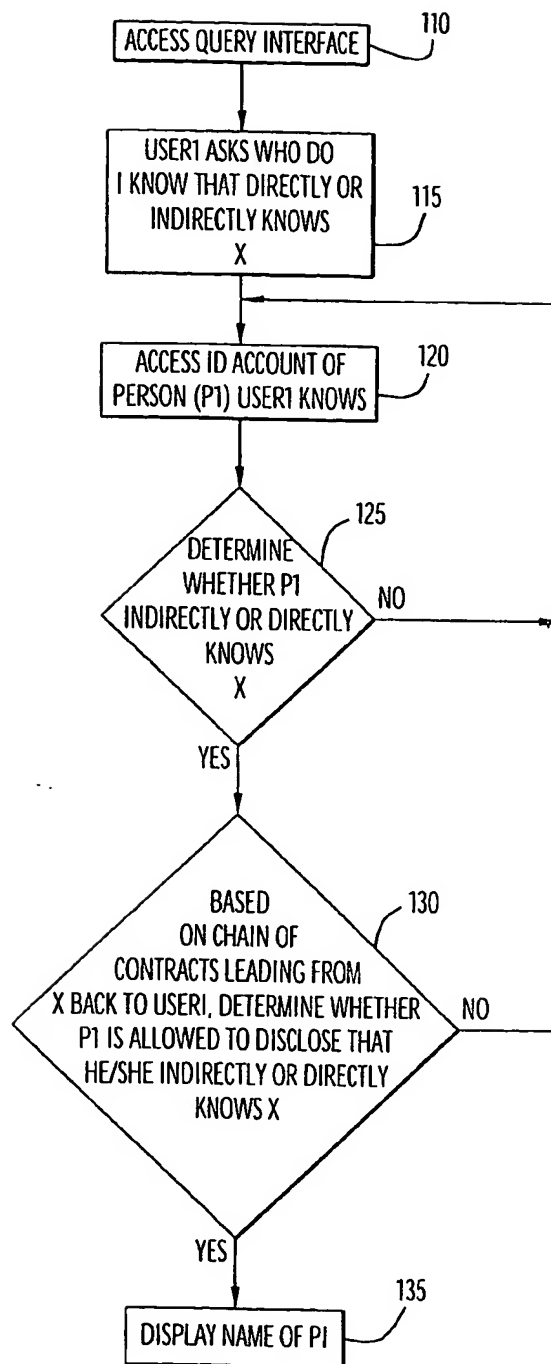 110
ACCESS QUERY INTERFACE
USER1 ASKS WHO DO
I KNOW THAT DIRECTLY OR
INDIRECTLY KNOWS
X
115
ACCESS ID ACCOUNT OF
PERSON (P1) USER1 KNOWS
120
125
DETERMINE
WHETHER P1
INDIRECTLY OR DIRECTLY
KNOWS
X
NO
YES
130
BASED
ON CHAIN OF
CONTRACTS LEADING FROM
X BACK TO USER1, DETERMINE WHETHER
P1 IS ALLOWED TO DISCLOSE THAT
HE/SHE INDIRECTLY OR DIRECTLY
KNOWS X
NO
YES
135
DISPLAY NAME OF P1